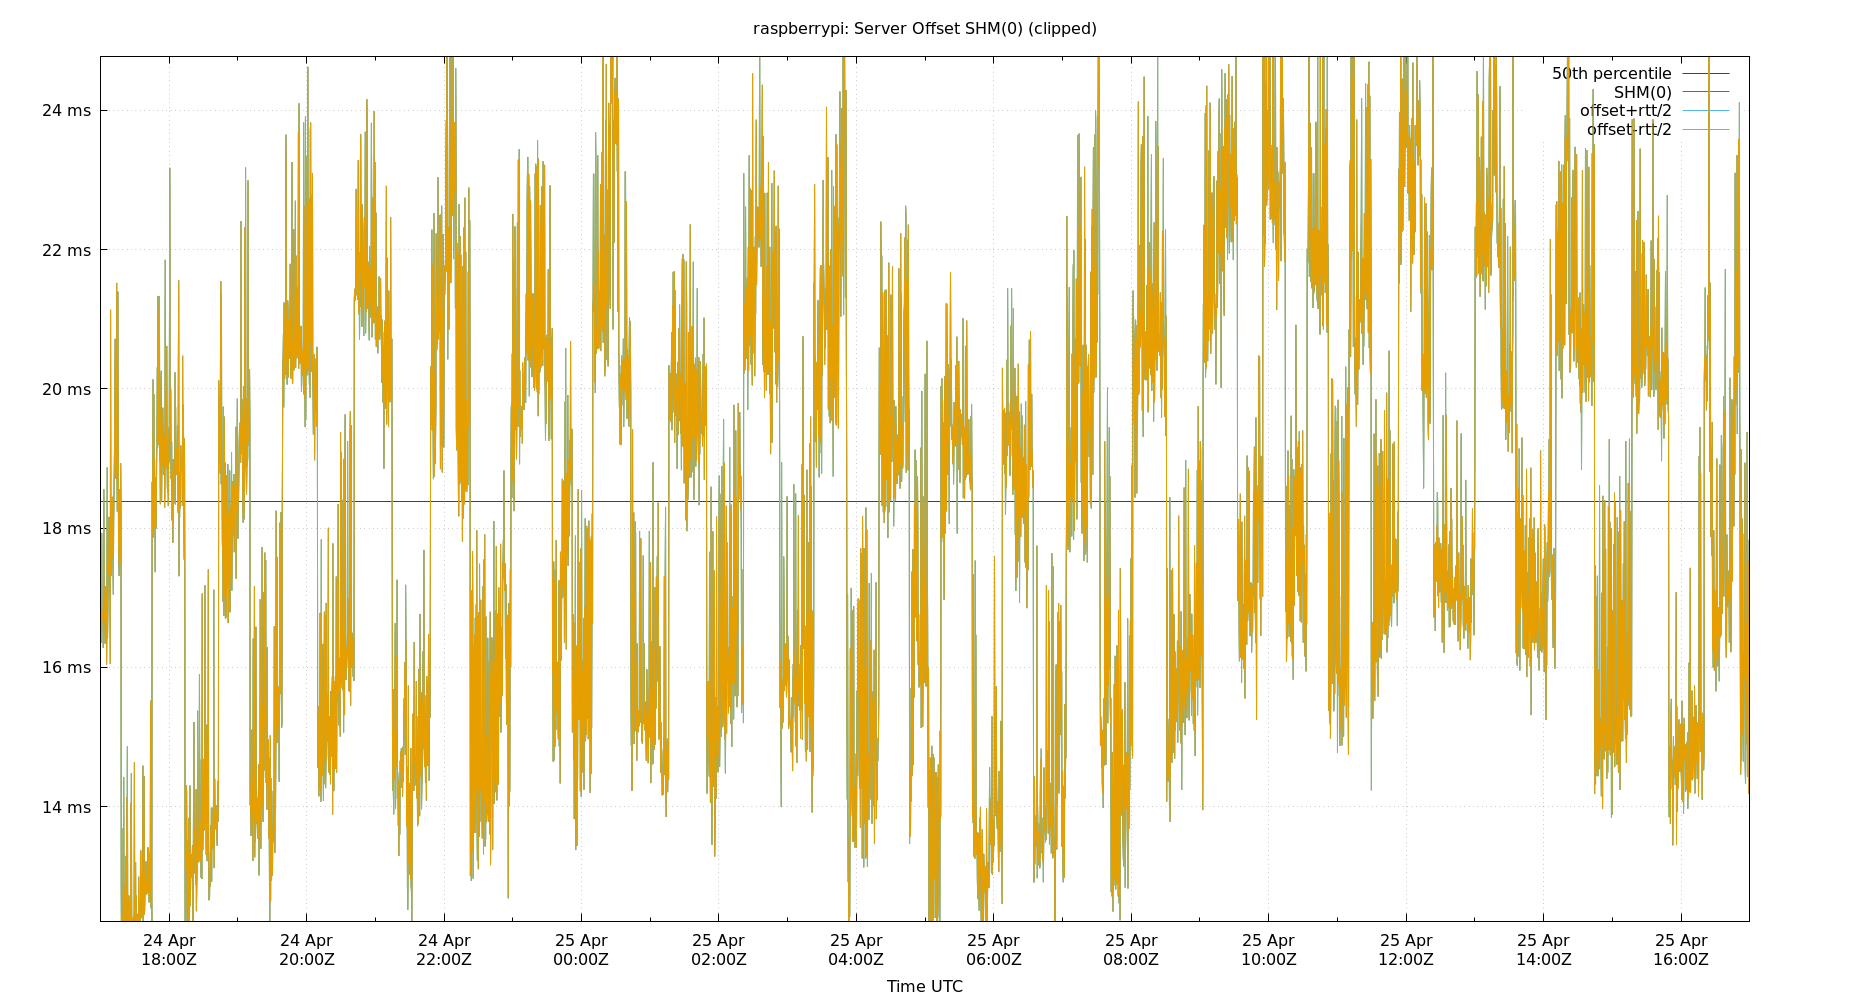 raspberrypi: Server Offset SHM(0) (clipped)
50th percentile
SHM(0)
offset+rtt/2
offset-rtt/2
24 ms
22 ms
20 ms
18 ms
16 ms
14 ms
24 Apr 24 Apr 24 Apr 25 Apr 25 Apr 25 Apr 25 Apr 25 Apr 25 Apr 25 Apr 25 Apr 25 Apr
18:00Z 20:00Z 22:00Z 00:00Z 02:00Z 04:00Z 06:00Z 08:00Z 10:00Z 12:00Z 14:00Z 16:00Z
Time UTC